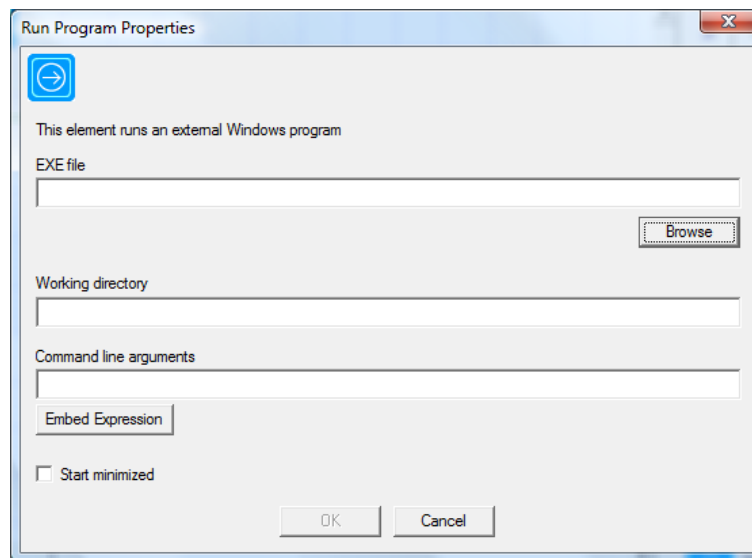 Run Program Properties
This element runs an external Windows program
EXE file
Browse
Working directory
Command line arguments
Embed Expression
Start minimized
OK
Cancel